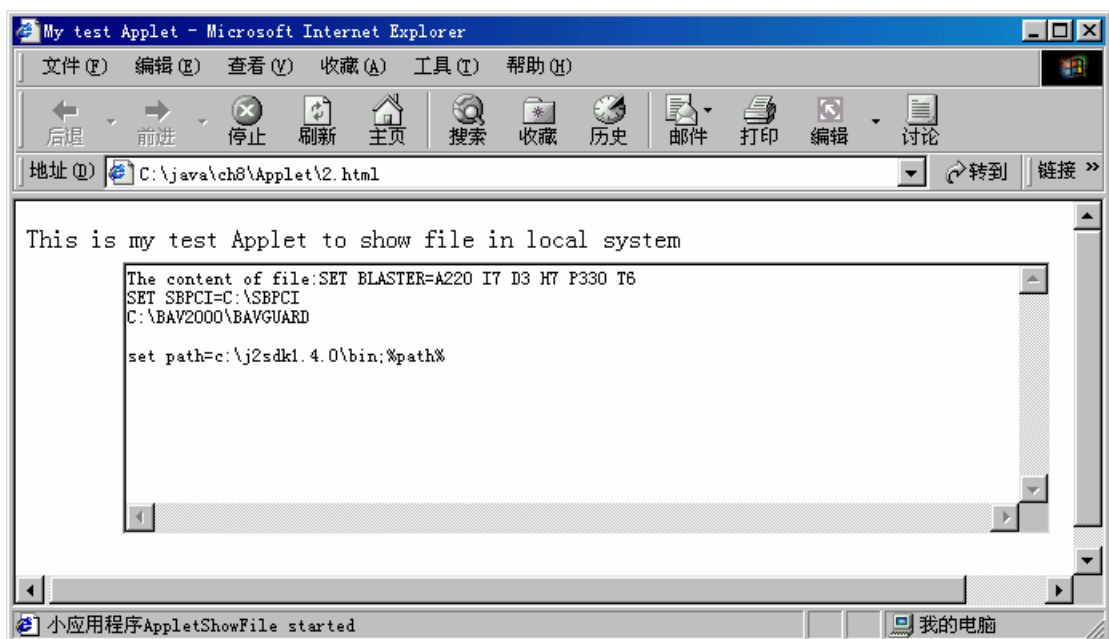 My test Applet - Microsoft Internet Explorer
文件(F) 编辑(E) 查看(V) 收藏(A) 工具(T) 帮助(H)
后退 前进 停止 刷新 主页 搜索 收藏 历史 邮件 打印 编辑 讨论
地址(D) C:\java\ch8\Applet\2.html 转到 链接 »
This is my test Applet to show file in local system
The content of file:SET BLASTER=A220 I7 D3 H7 P330 T6
SET SBPCI=C:\SBPCI
C:\BAV2000\BAVGUARD
set path=c:\j2sdk1.4.0\bin;%path%
小应用程序AppletShowFile started 我的电脑